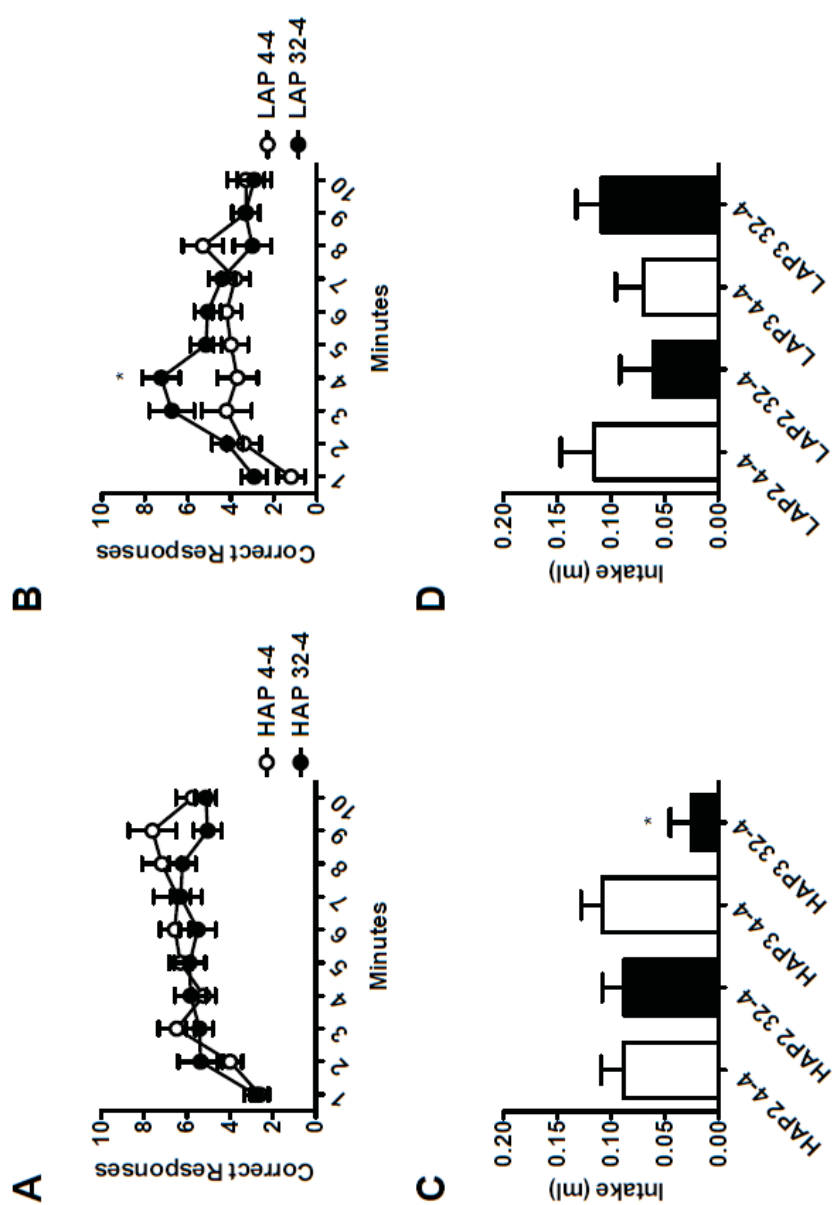 A
Correct Responses
10
8
6
4
2
0
1 2 3 4 5 6 7 8 9 10
Minutes
HAP 4-4
HAP 32-4
B
Correct Responses
10
8
6
4
2
0
*
1 2 3 4 5 6 7 8 9 10
Minutes
LAP 4-4
LAP 32-4
C
Intake (ml)
0.20
0.15
0.10
0.05
0.00
*
HAP2 4-4
HAP2 32-4
HAP3 4-4
HAP3 32-4
D
Intake (ml)
0.20
0.15
0.10
0.05
0.00
LAP2 4-4
LAP2 32-4
LAP3 4-4
LAP3 32-4